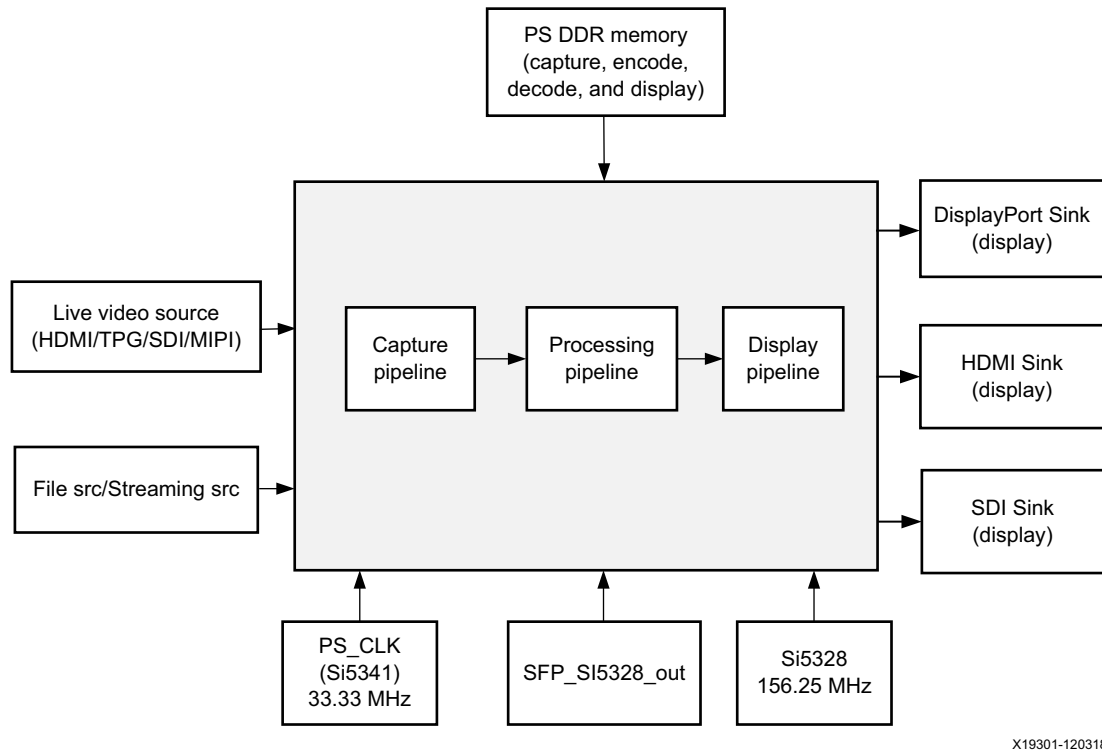 PS DDR memory
(capture, encode,
decode, and display)
DisplayPort Sink
(display)
Live video source
(HDMI/TPG/SDI/MIPI)
Capture
pipeline
Processing
pipeline
Display
pipeline
HDMI Sink
(display)
File src/Streaming src
SDI Sink
(display)
PS_CLK
(Si5341)
33.33 MHz
SFP_SI5328_out
Si5328
156.25 MHz
X19301-120318